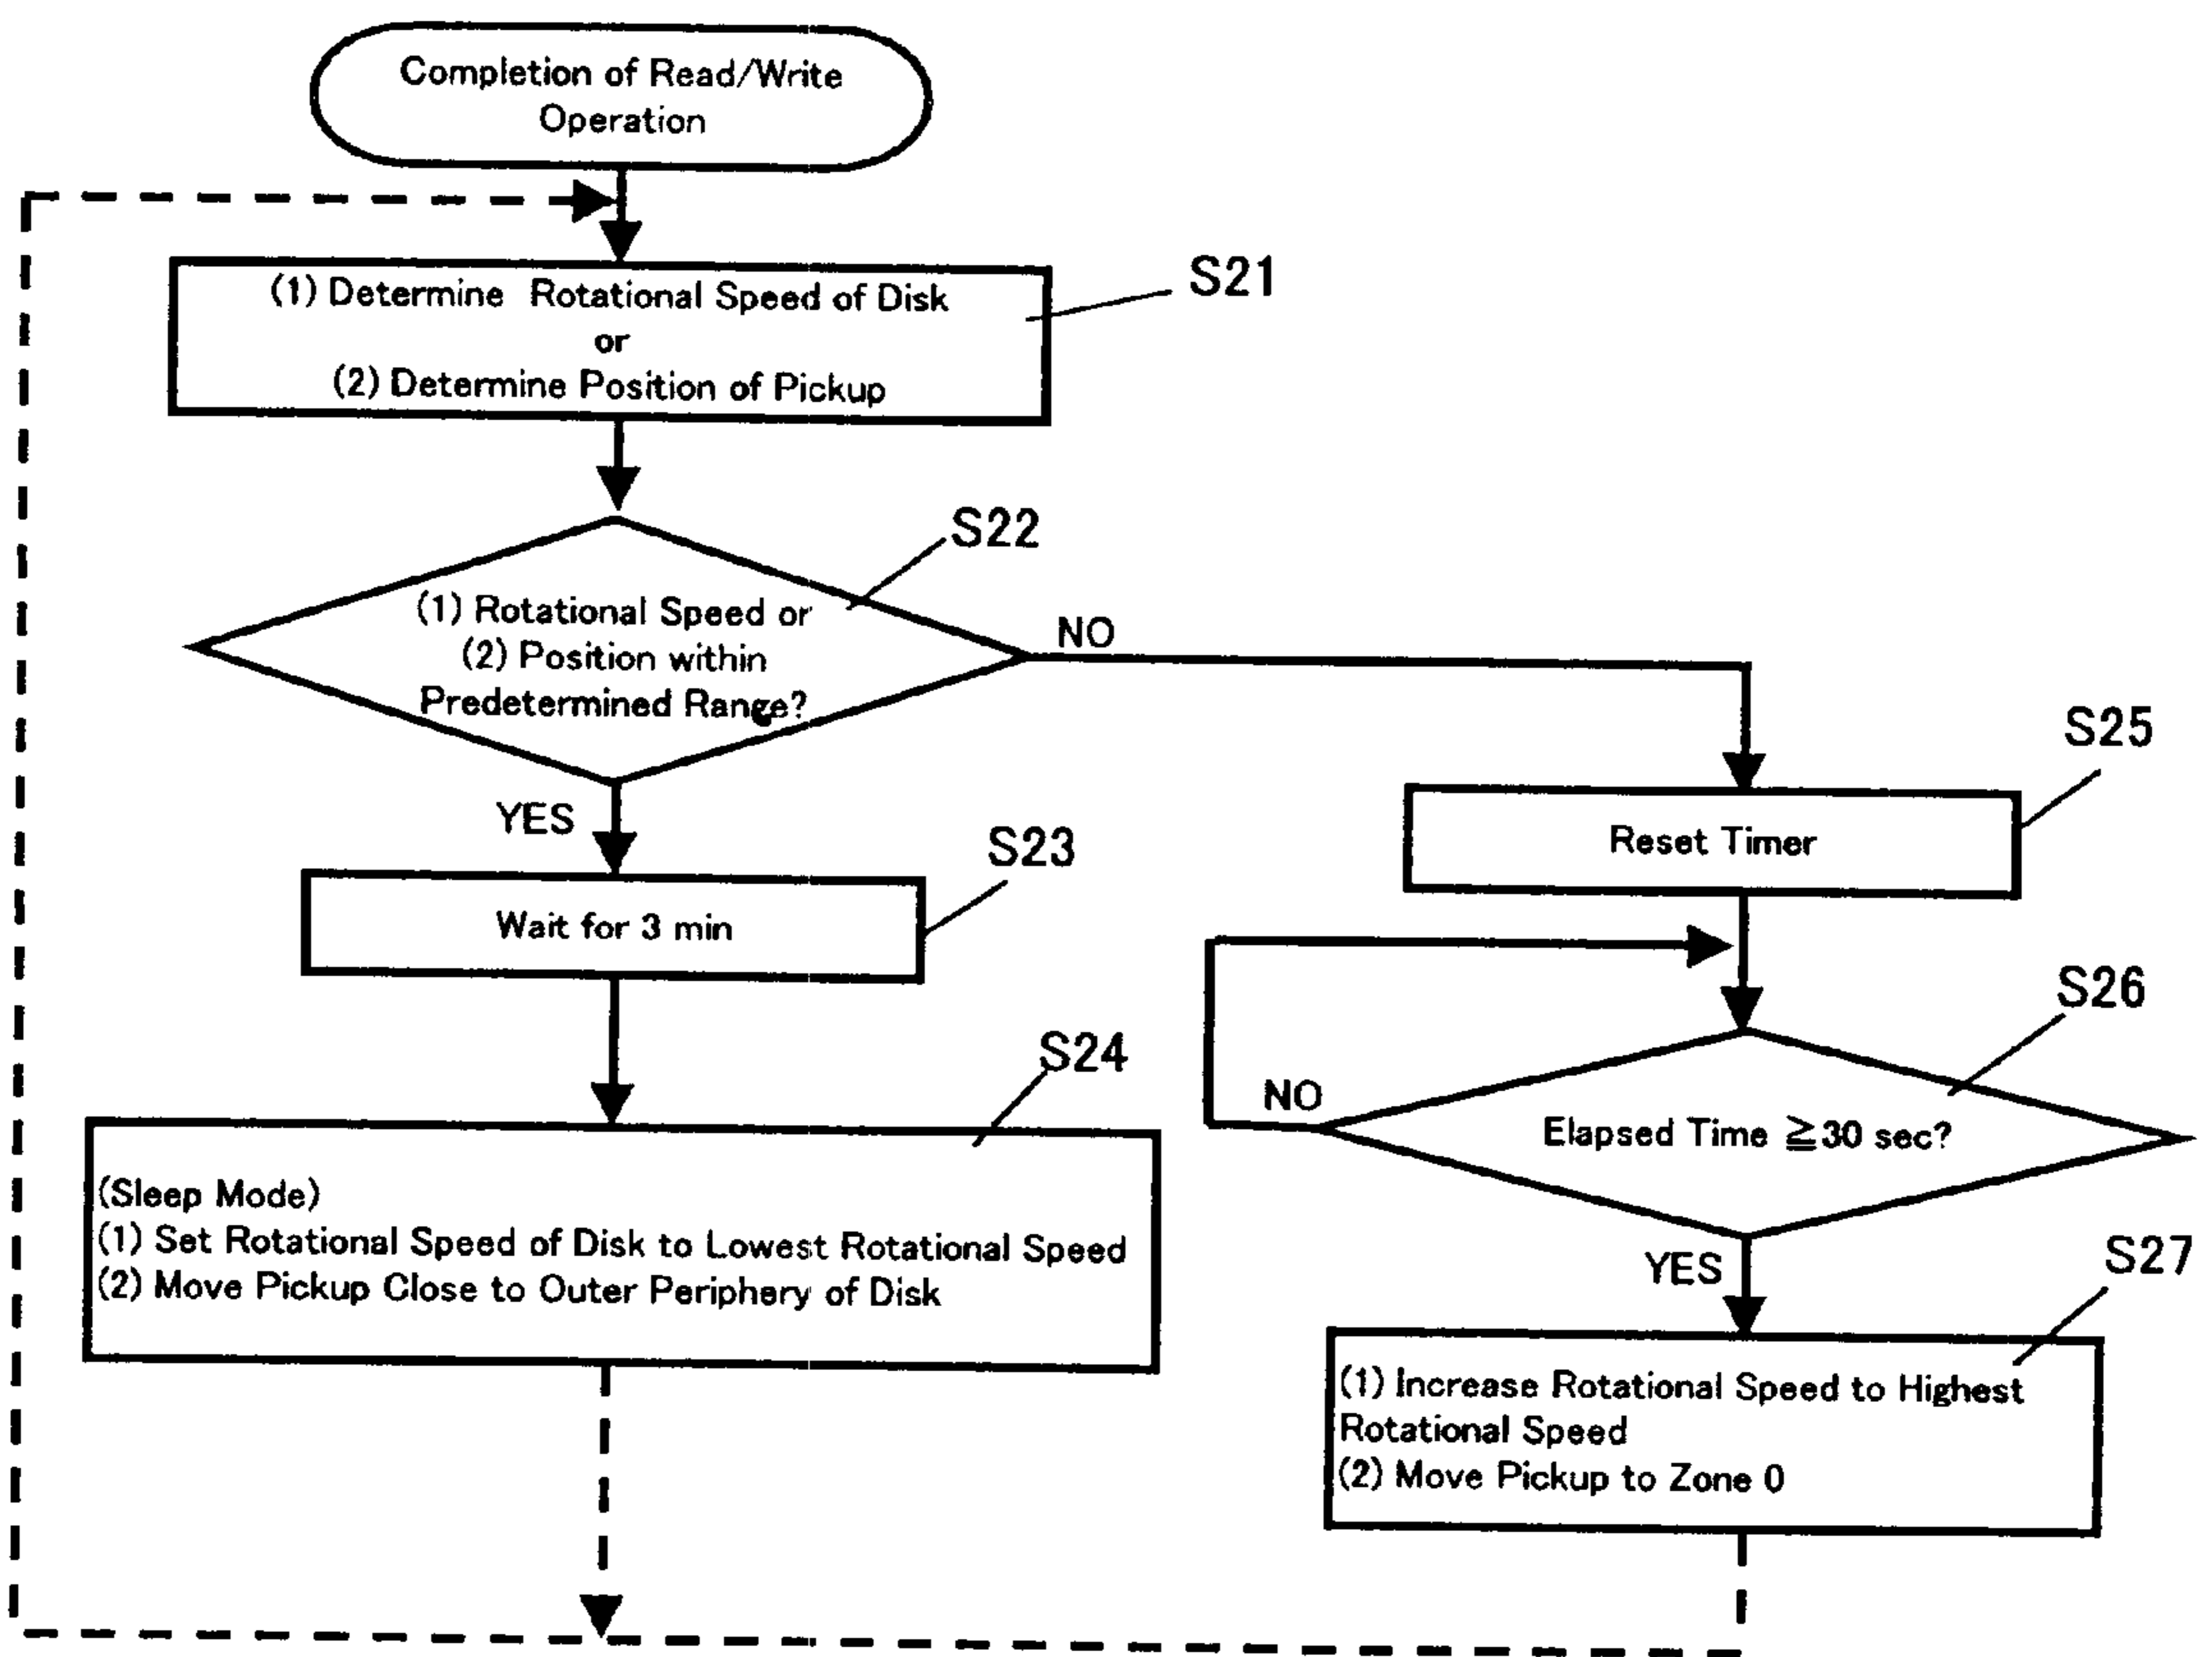 Completion of Read/Write
Operation
S21
(1) Determine Rotational Speed of Disk
or
(2) Determine Position of Pickup
S22
(1) Rotational Speed or
(2) Position within
Predetermined Range?
NO
YES
S23
Wait for 3 min
S24
(Sleep Mode)
(1) Set Rotational Speed of Disk to Lowest Rotational Speed
(2) Move Pickup Close to Outer Periphery of Disk
S25
Reset Timer
S26
NO
Elapsed Time ≧30 sec?
YES
S27
(1) Increase Rotational Speed to Highest
Rotational Speed
(2) Move Pickup to Zone 0